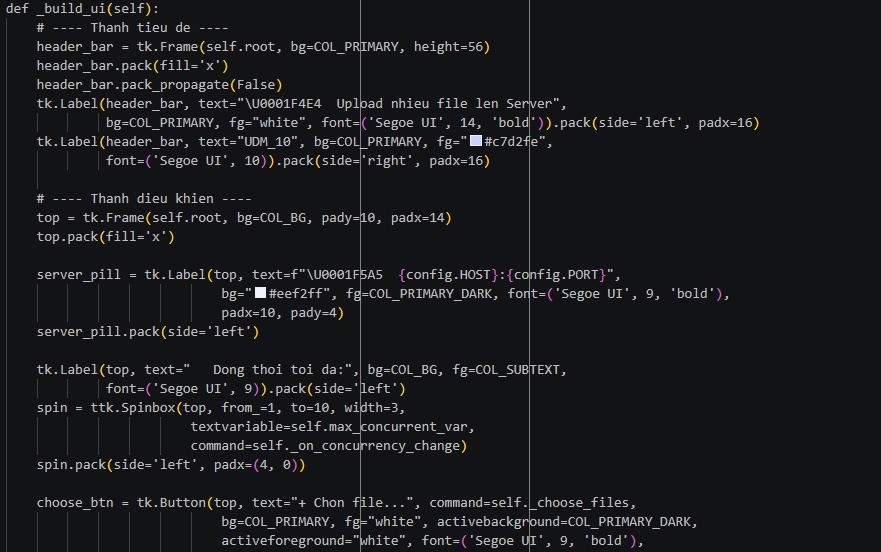 def _build_ui(self):
    # ---- Thanh tieu de ----
    header_bar = tk.Frame(self.root, bg=COL_PRIMARY, height=56)
    header_bar.pack(fill='x')
    header_bar.pack_propagate(False)
    tk.Label(header_bar, text="\U0001F4E4  Upload nhieu file len Server",
             bg=COL_PRIMARY, fg="white", font=('Segoe UI', 14, 'bold')).pack(side='left', padx=16)
    tk.Label(header_bar, text="UDM_10", bg=COL_PRIMARY, fg="#c7d2fe",
             font=('Segoe UI', 10)).pack(side='right', padx=16)
    # ---- Thanh dieu khien ----
    top = tk.Frame(self.root, bg=COL_BG, pady=10, padx=14)
    top.pack(fill='x')
    server_pill = tk.Label(top, text=f"\U0001F5A5  {config.HOST}:{config.PORT}",
                           bg="#eef2ff", fg=COL_PRIMARY_DARK, font=('Segoe UI', 9, 'bold'),
                           padx=10, pady=4)
    server_pill.pack(side='left')
    tk.Label(top, text="   Dong thoi toi da:", bg=COL_BG, fg=COL_SUBTEXT,
             font=('Segoe UI', 9)).pack(side='left')
    spin = ttk.Spinbox(top, from_=1, to=10, width=3,
                       textvariable=self.max_concurrent_var,
                       command=self._on_concurrency_change)
    spin.pack(side='left', padx=(4, 0))
    choose_btn = tk.Button(top, text="+ Chon file...", command=self._choose_files,
                           bg=COL_PRIMARY, fg="white", activebackground=COL_PRIMARY_DARK,
                           activeforeground="white", font=('Segoe UI', 9, 'bold'),